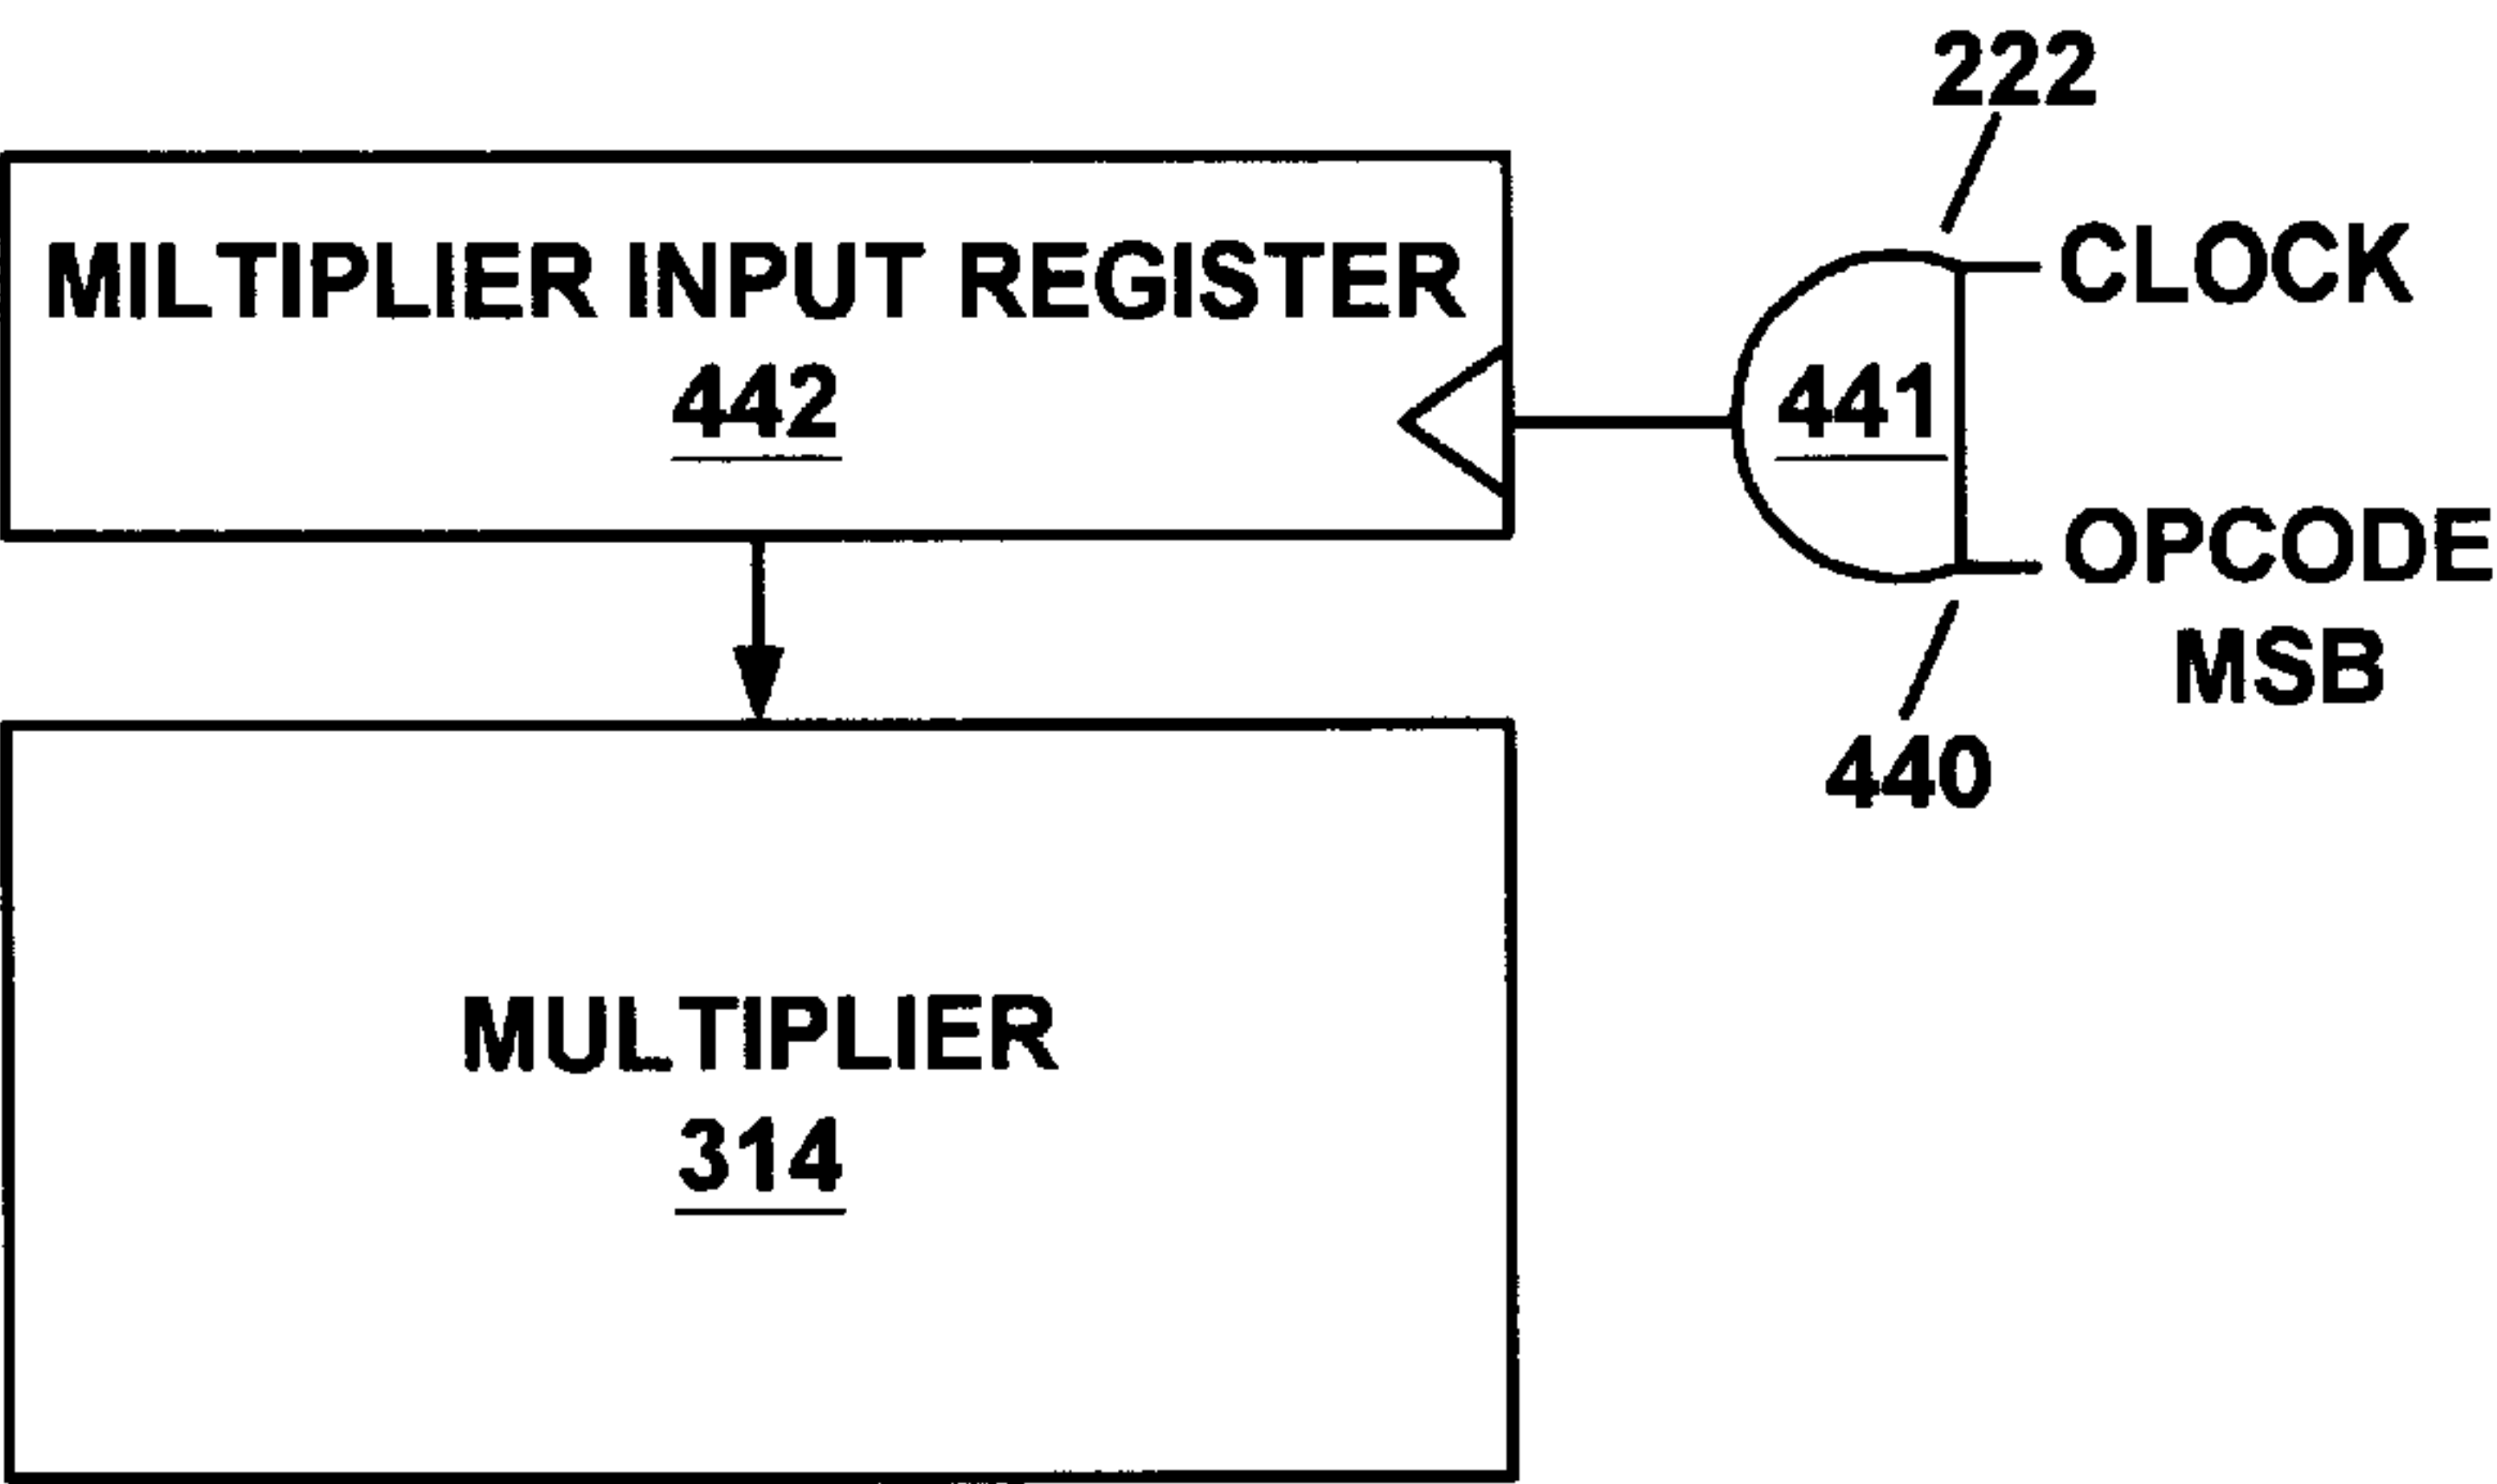 222
CLOCK
MILTIPLIER INPUT REGISTER
442
441
OPCODE
MSB
440
MULTIPLIER
314